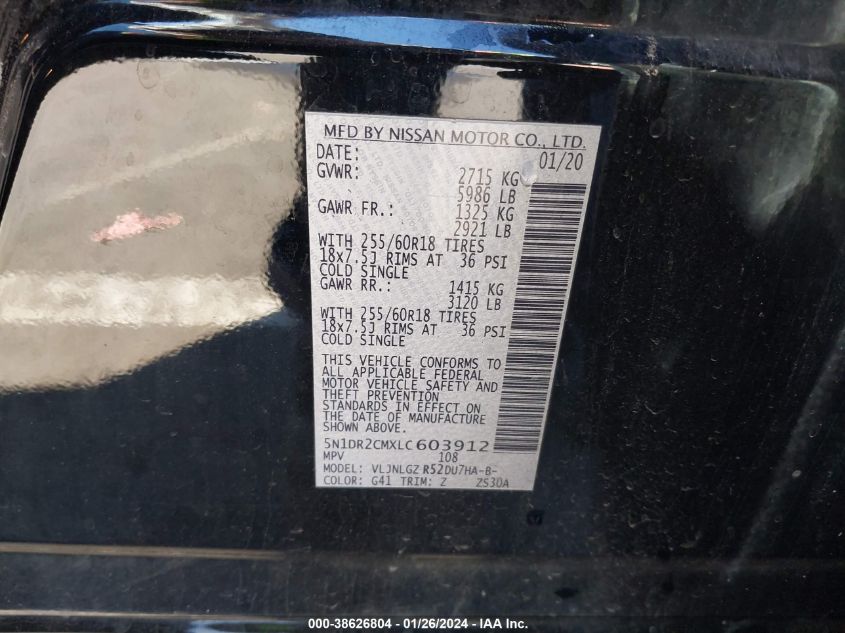 MFD BY NISSAN MOTOR CO., LTD.
DATE: 01/20
GVWR: 2715 KG
5986 LB
GAWR FR.: 1325 KG
2921 LB
WITH 255/60R18 TIRES
18x7.5J RIMS AT 36 PSI
COLD SINGLE
GAWR RR.: 1415 KG
3120 LB
WITH 255/60R18 TIRES
18x7.5J RIMS AT 36 PSI
COLD SINGLE
THIS VEHICLE CONFORMS TO
ALL APPLICABLE FEDERAL
MOTOR VEHICLE SAFETY AND
THEFT PREVENTION
STANDARDS IN EFFECT ON
THE DATE OF MANUFACTURE
SHOWN ABOVE.
5N1DR2CMXLC603912
MPV 108
MODEL: VLJNLGZ R52DU7HA-B-
COLOR: G41 TRIM: Z ZS30A
000-38626804 - 01/26/2024 - IAA Inc.